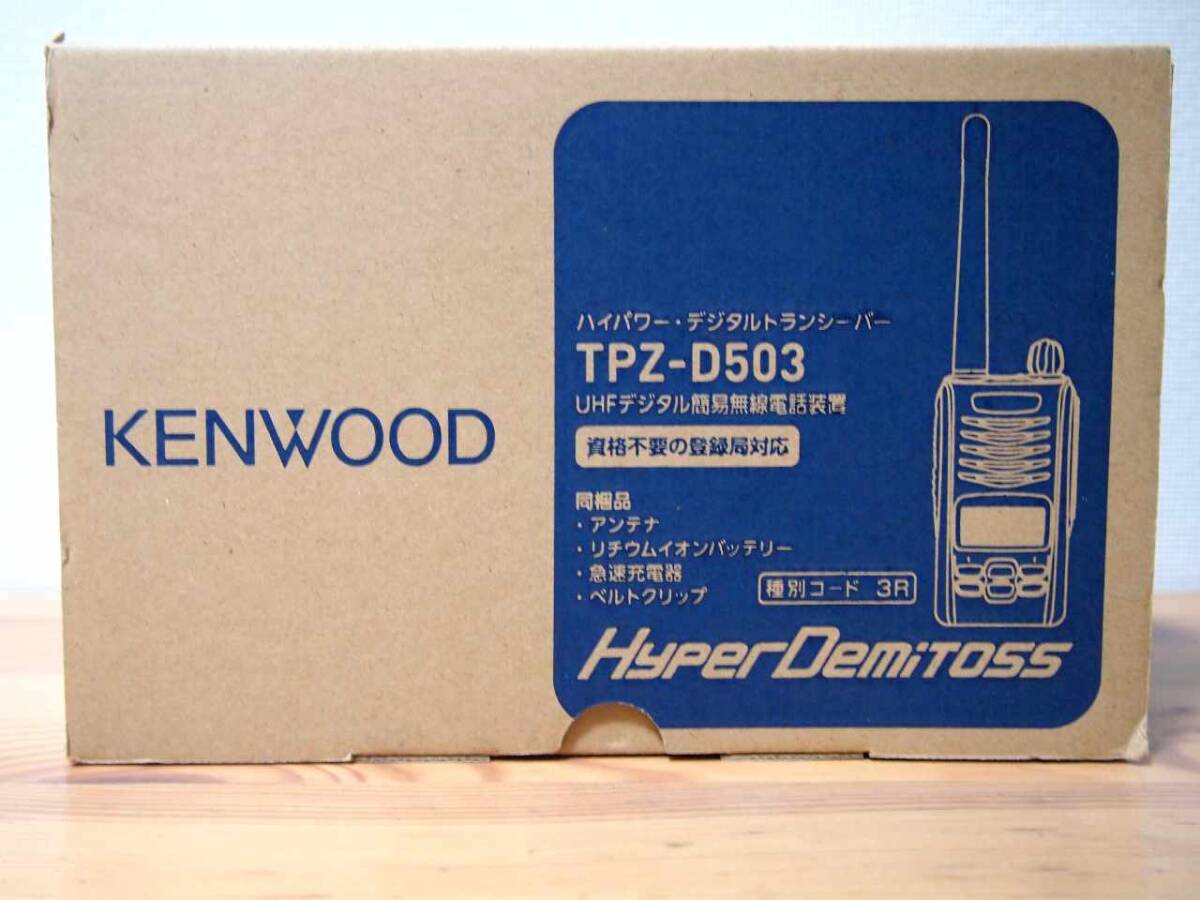 KENWOOD
ハイパワー・デジタルトランシーバー
TPZ-D503
UHFデジタル簡易無線電話装置
資格不要の登録局対応
同梱品
・アンテナ
・リチウムイオンバッテリー
・急速充電器
・ベルトクリップ
種別コード 3R
HYPER DEMITOSS